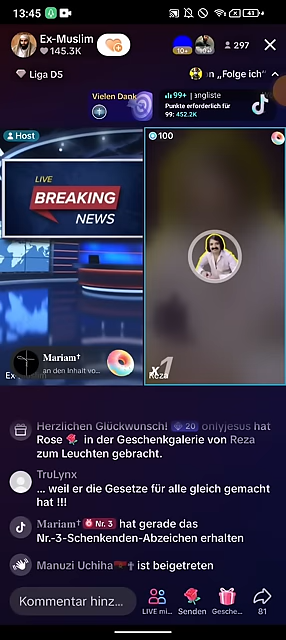 13:45
41
Ex-Muslim
145.3K
10+
297
Liga D5
n „Folge ich“
Vielen Dank
99+ | angliste
Punkte erforderlich für
99: 452.2K
Host
100
LIVE
BREAKING
NEWS
Mariam†
an den Inhalt vo...
x1
Reza
Herzlichen Glückwunsch! 20 onlyjesus hat
Rose 🌹 in der Geschenkgalerie von Reza
zum Leuchten gebracht.
TruLynx
... weil er die Gesetze für alle gleich gemacht
hat !!!
Mariam† Nr. 3 hat gerade das
Nr.-3-Schenkenden-Abzeichen erhalten
Manuzi Uchiha † ist beigetreten
Kommentar hinz...
LIVE mi...
Senden
Gesche...
81